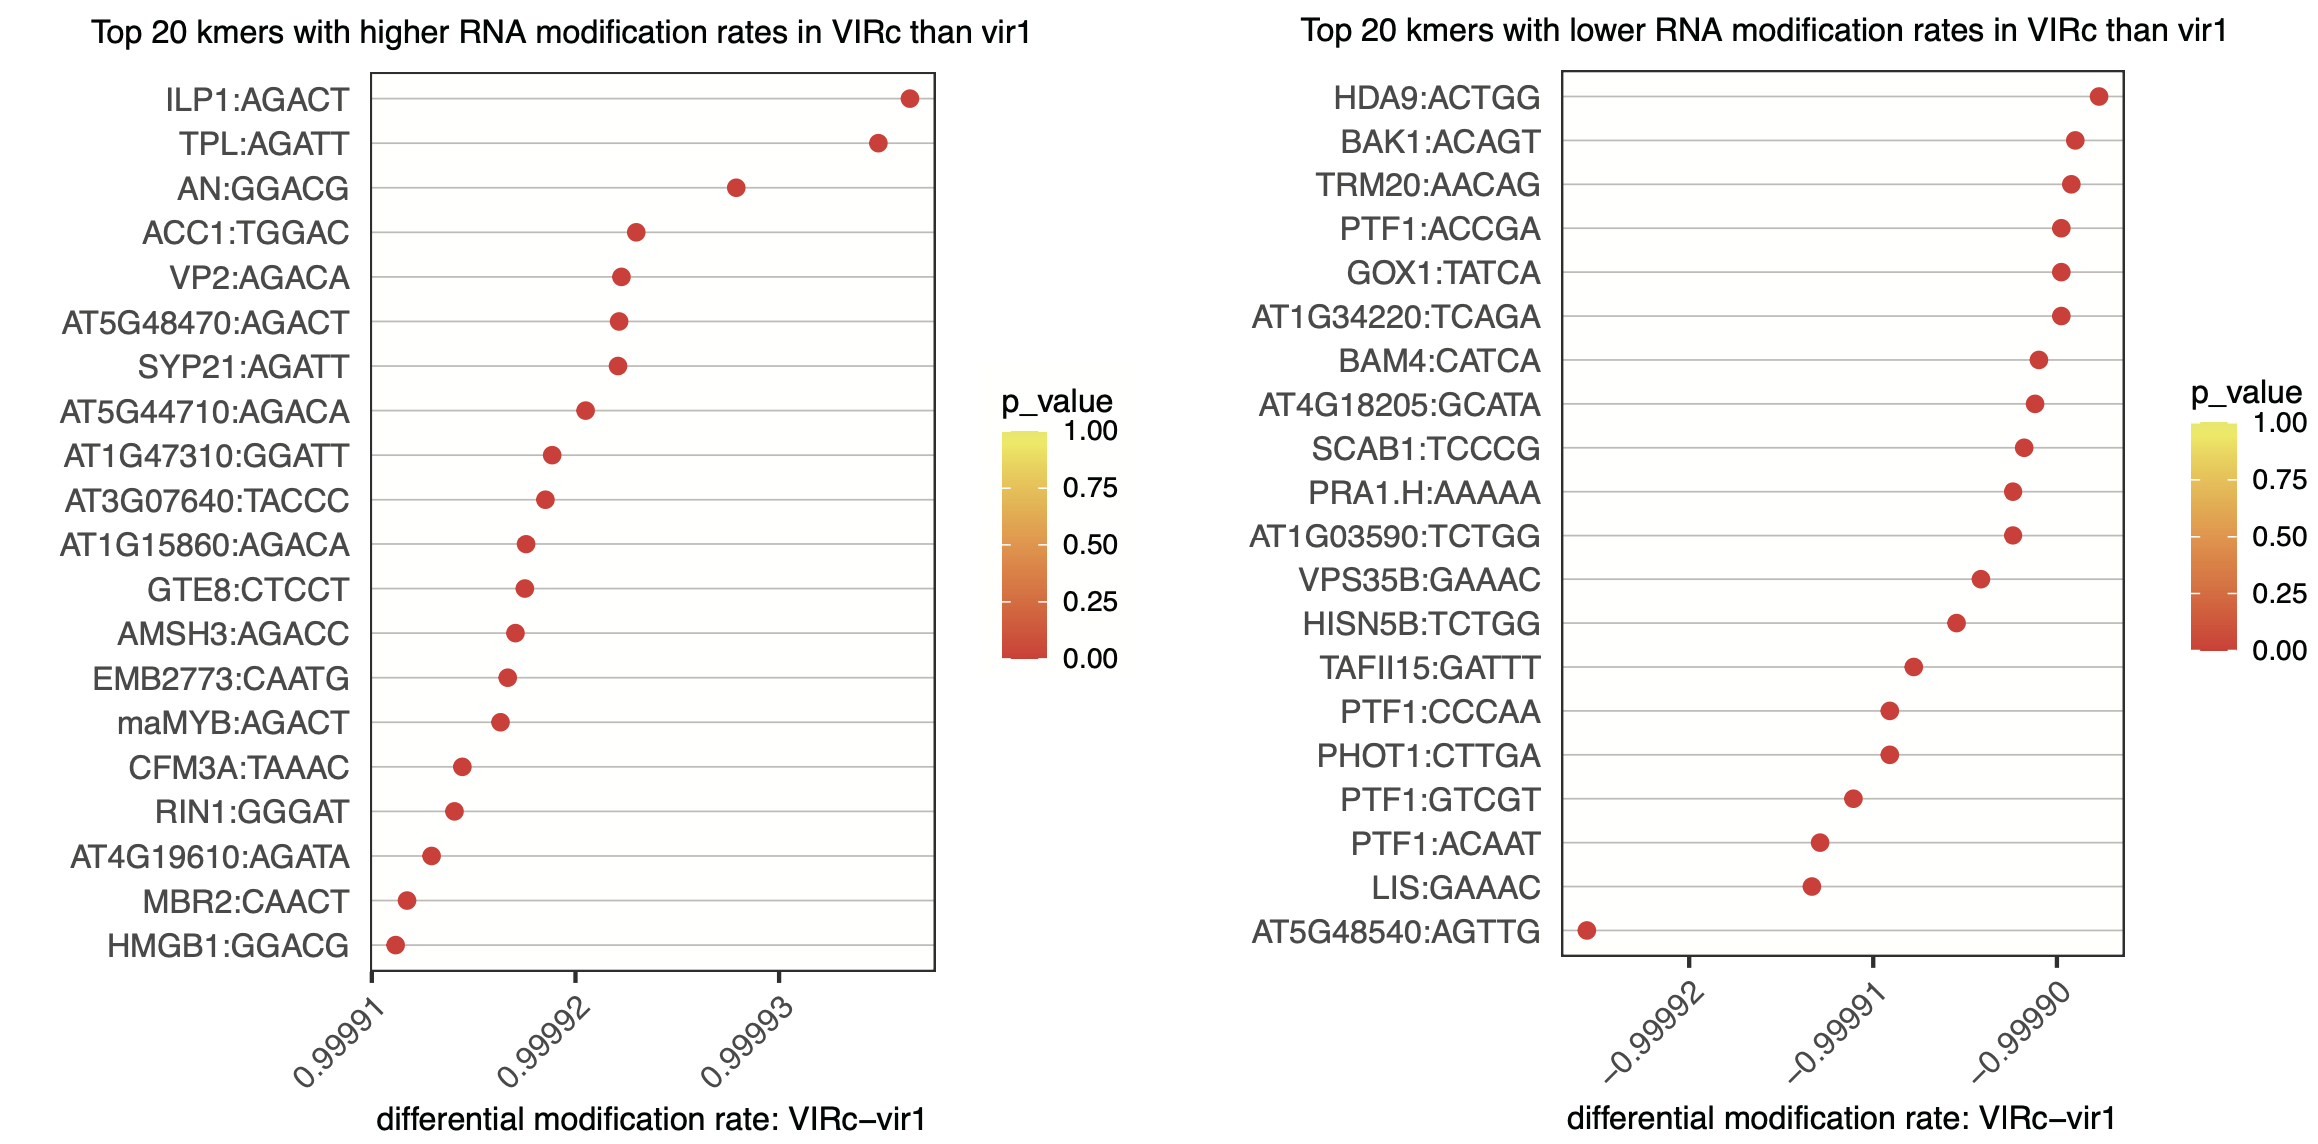 Top 20 kmers with higher RNA modification rates in VIRc than vir1
ILP1:AGACT
TPL:AGATT
AN:GGACG
ACC1:TGGAC
VP2:AGACA
AT5G48470:AGACT
SYP21:AGATT
AT5G44710:AGACA
AT1G47310:GGATT
AT3G07640:TACCC
AT1G15860:AGACA
GTE8:CTCCT
AMSH3:AGACC
EMB2773:CAATG
maMYB:AGACT
CFM3A:TAAAC
RIN1:GGGAT
AT4G19610:AGATA
MBR2:CAACT
HMGB1:GGACG
0.99991
0.99992
0.99993
differential modification rate: VIRc−vir1
p_value
1.00
0.75
0.50
0.25
0.00
Top 20 kmers with lower RNA modification rates in VIRc than vir1
HDA9:ACTGG
BAK1:ACAGT
TRM20:AACAG
PTF1:ACCGA
GOX1:TATCA
AT1G34220:TCAGA
BAM4:CATCA
AT4G18205:GCATA
SCAB1:TCCCG
PRA1.H:AAAAA
AT1G03590:TCTGG
VPS35B:GAAAC
HISN5B:TCTGG
TAFII15:GATTT
PTF1:CCCAA
PHOT1:CTTGA
PTF1:GTCGT
PTF1:ACAAT
LIS:GAAAC
AT5G48540:AGTTG
−0.99992
−0.99991
−0.99990
differential modification rate: VIRc−vir1
p_value
1.00
0.75
0.50
0.25
0.00